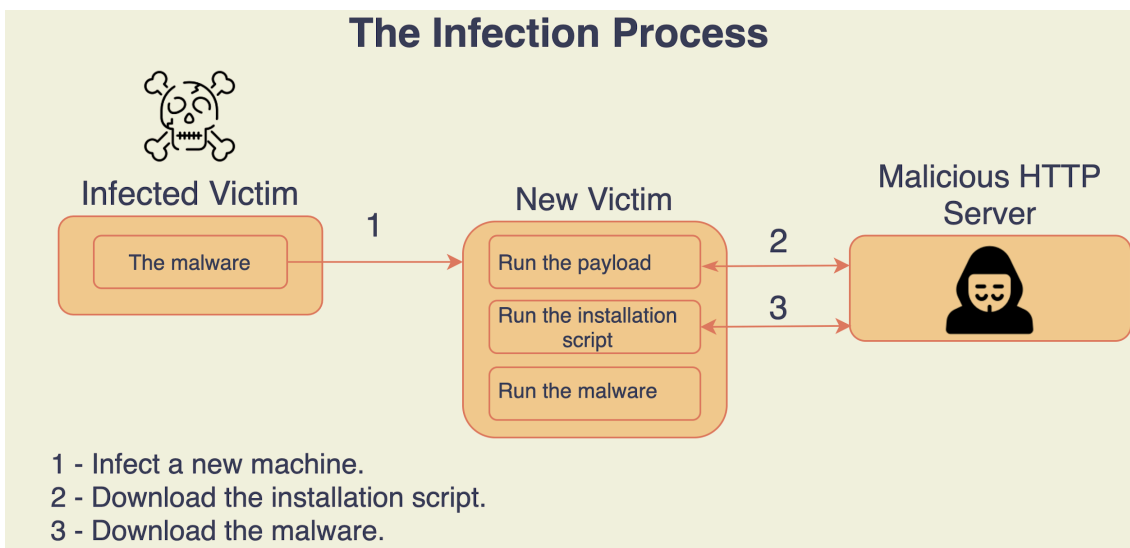 The Infection Process
Infected Victim
The malware
1
New Victim
Run the payload
Run the installation
script
Run the malware
2
3
Malicious HTTP
Server
1 - Infect a new machine.
2 - Download the installation script.
3 - Download the malware.